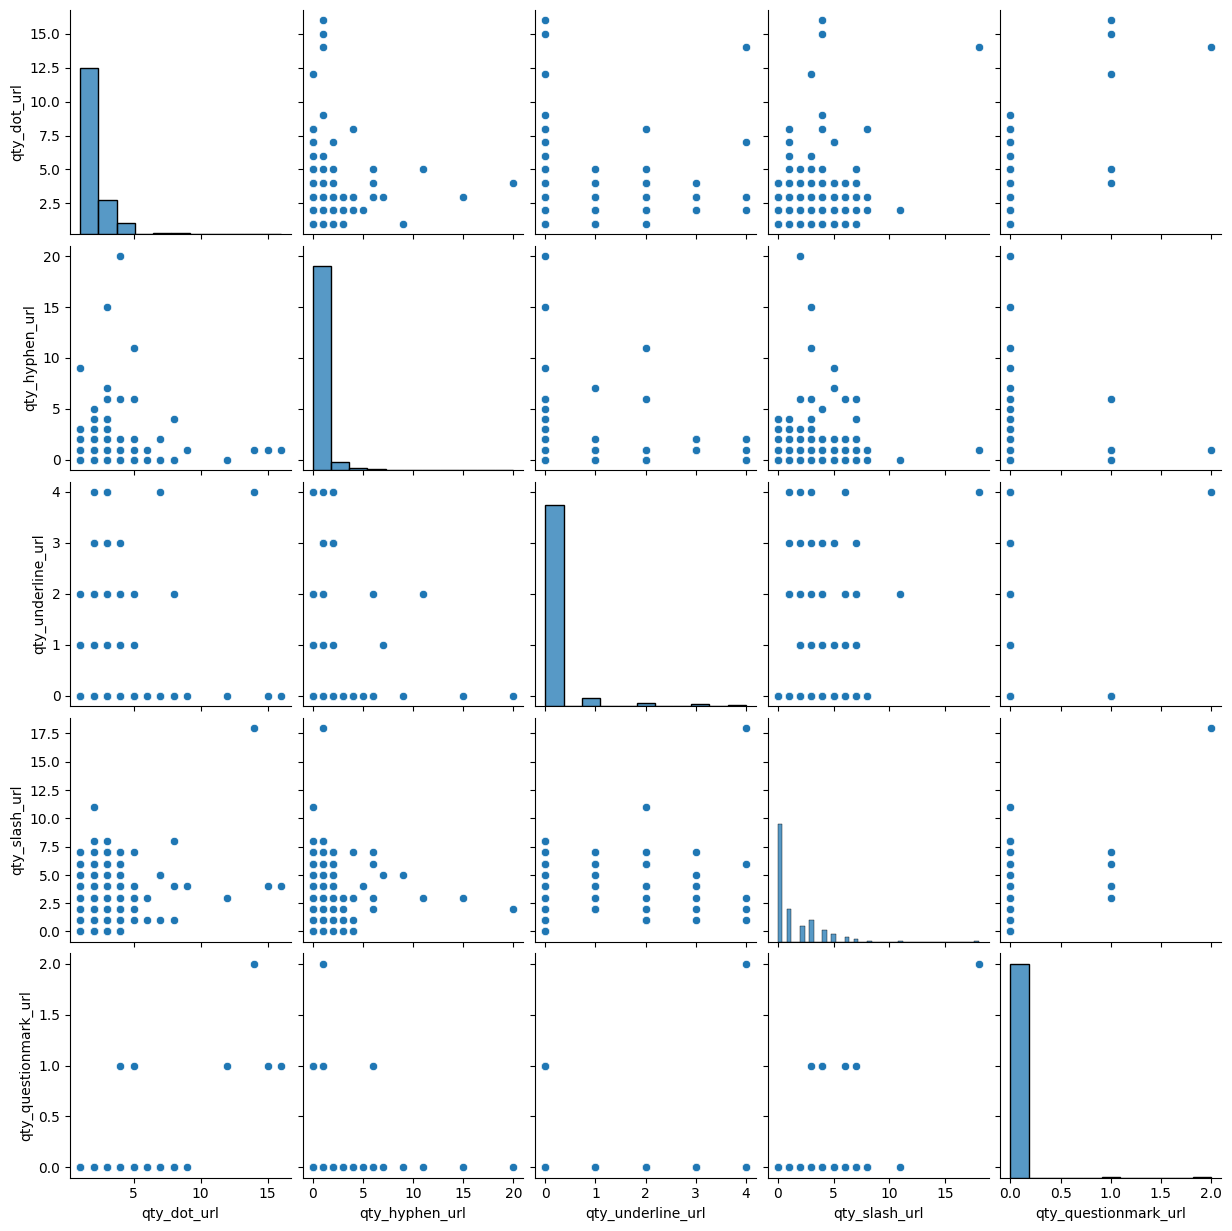 15.0
12.5
10.0
7.5
5.0
2.5
qty_dot_url
20
15
10
5
0
qty_hyphen_url
4
3
2
1
0
qty_underline_url
17.5
15.0
12.5
10.0
7.5
5.0
2.5
0.0
qty_slash_url
2.0
1.5
1.0
0.5
0.0
qty_questionmark_url
5 10 15
0 5 10 15 20
0 1 2 3 4
0 5 10 15
0.0 0.5 1.0 1.5 2.0
qty_dot_url
qty_hyphen_url
qty_underline_url
qty_slash_url
qty_questionmark_url